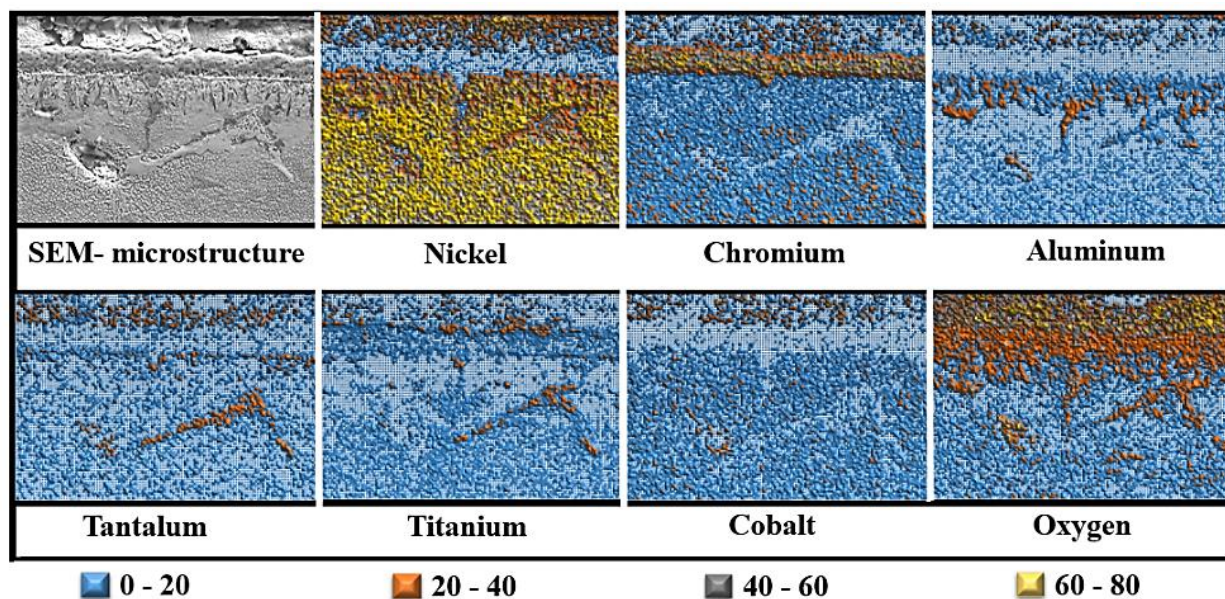 SEM- microstructure
Nickel
Chromium
Aluminum
Tantalum
Titanium
Cobalt
Oxygen
0 - 20
20 - 40
40 - 60
60 - 80